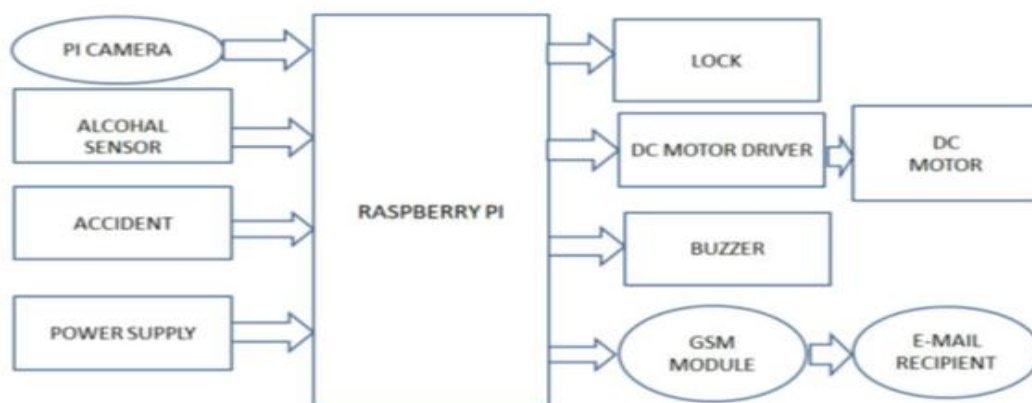 PI CAMERA
ALCOHAL
SENSOR
ACCIDENT
POWER SUPPLY
RASPBERRY PI
LOCK
DC MOTOR DRIVER
DC
MOTOR
BUZZER
GSM
MODULE
E-MAIL
RECIPIENT